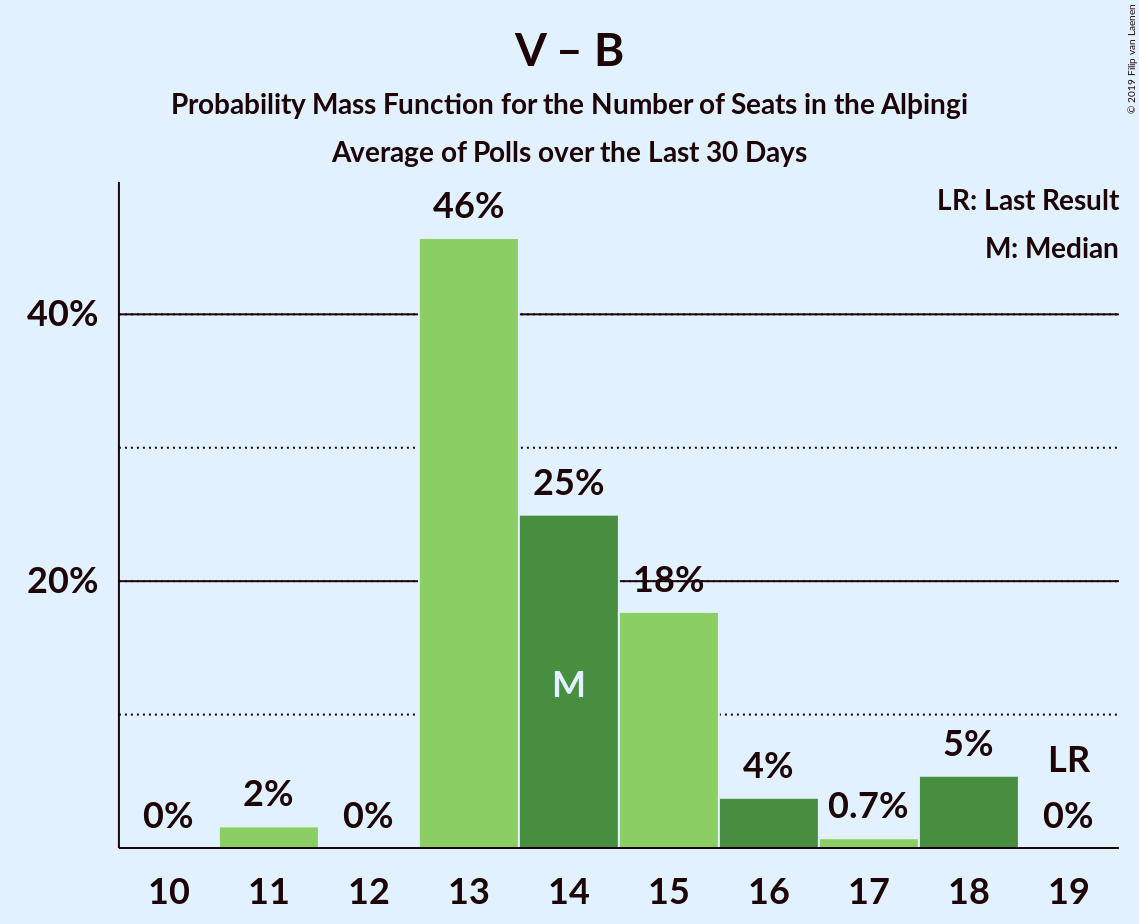 V – B
Probability Mass Function for the Number of Seats in the Alþingi
Average of Polls over the Last 30 Days
© 2019 Filip van Laenen
LR: Last Result
M: Median
46%
40%
25%
20%
18%
M
0%
2%
0%
4%
0.7%
5%
LR
0%
10 11 12 13 14 15 16 17 18 19